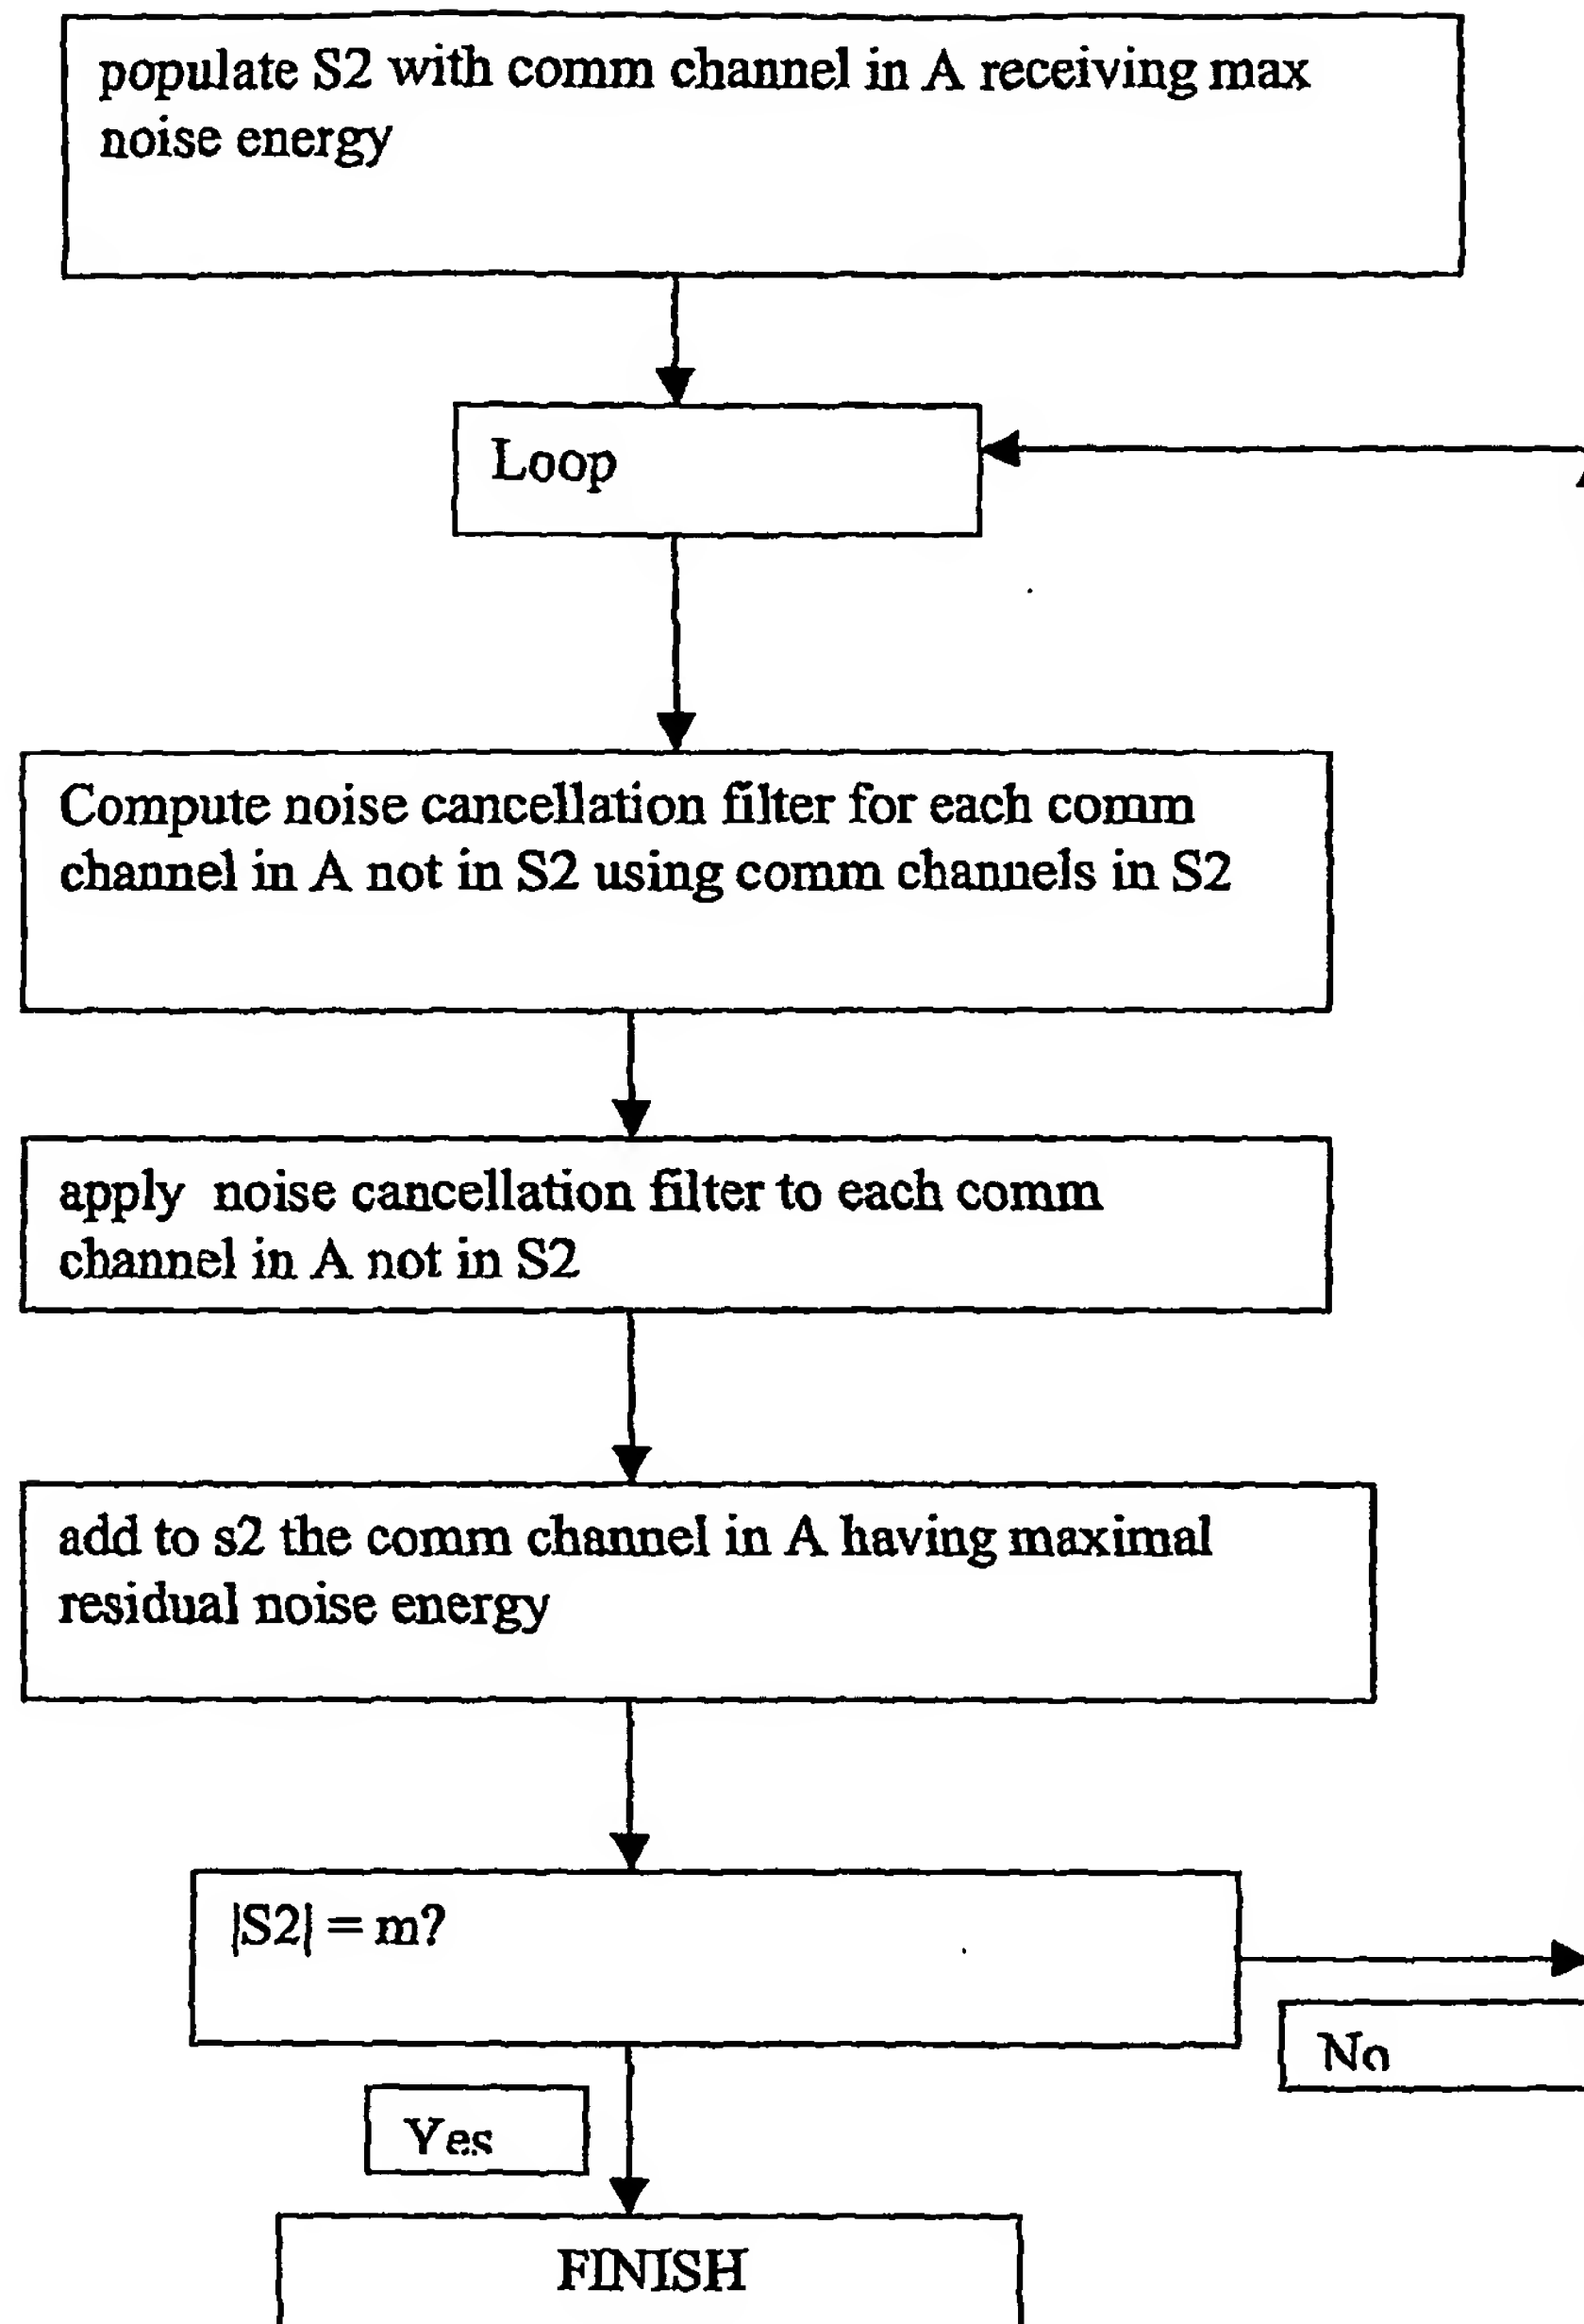 populate S2 with comm channel in A receiving max
noise energy
Loop
Compute noise cancellation filter for each comm
channel in A not in S2 using comm channels in S2
apply noise cancellation filter to each comm
channel in A not in S2
add to s2 the comm channel in A having maximal
residual noise energy
|S2| = m?
No
Yes
FINISH